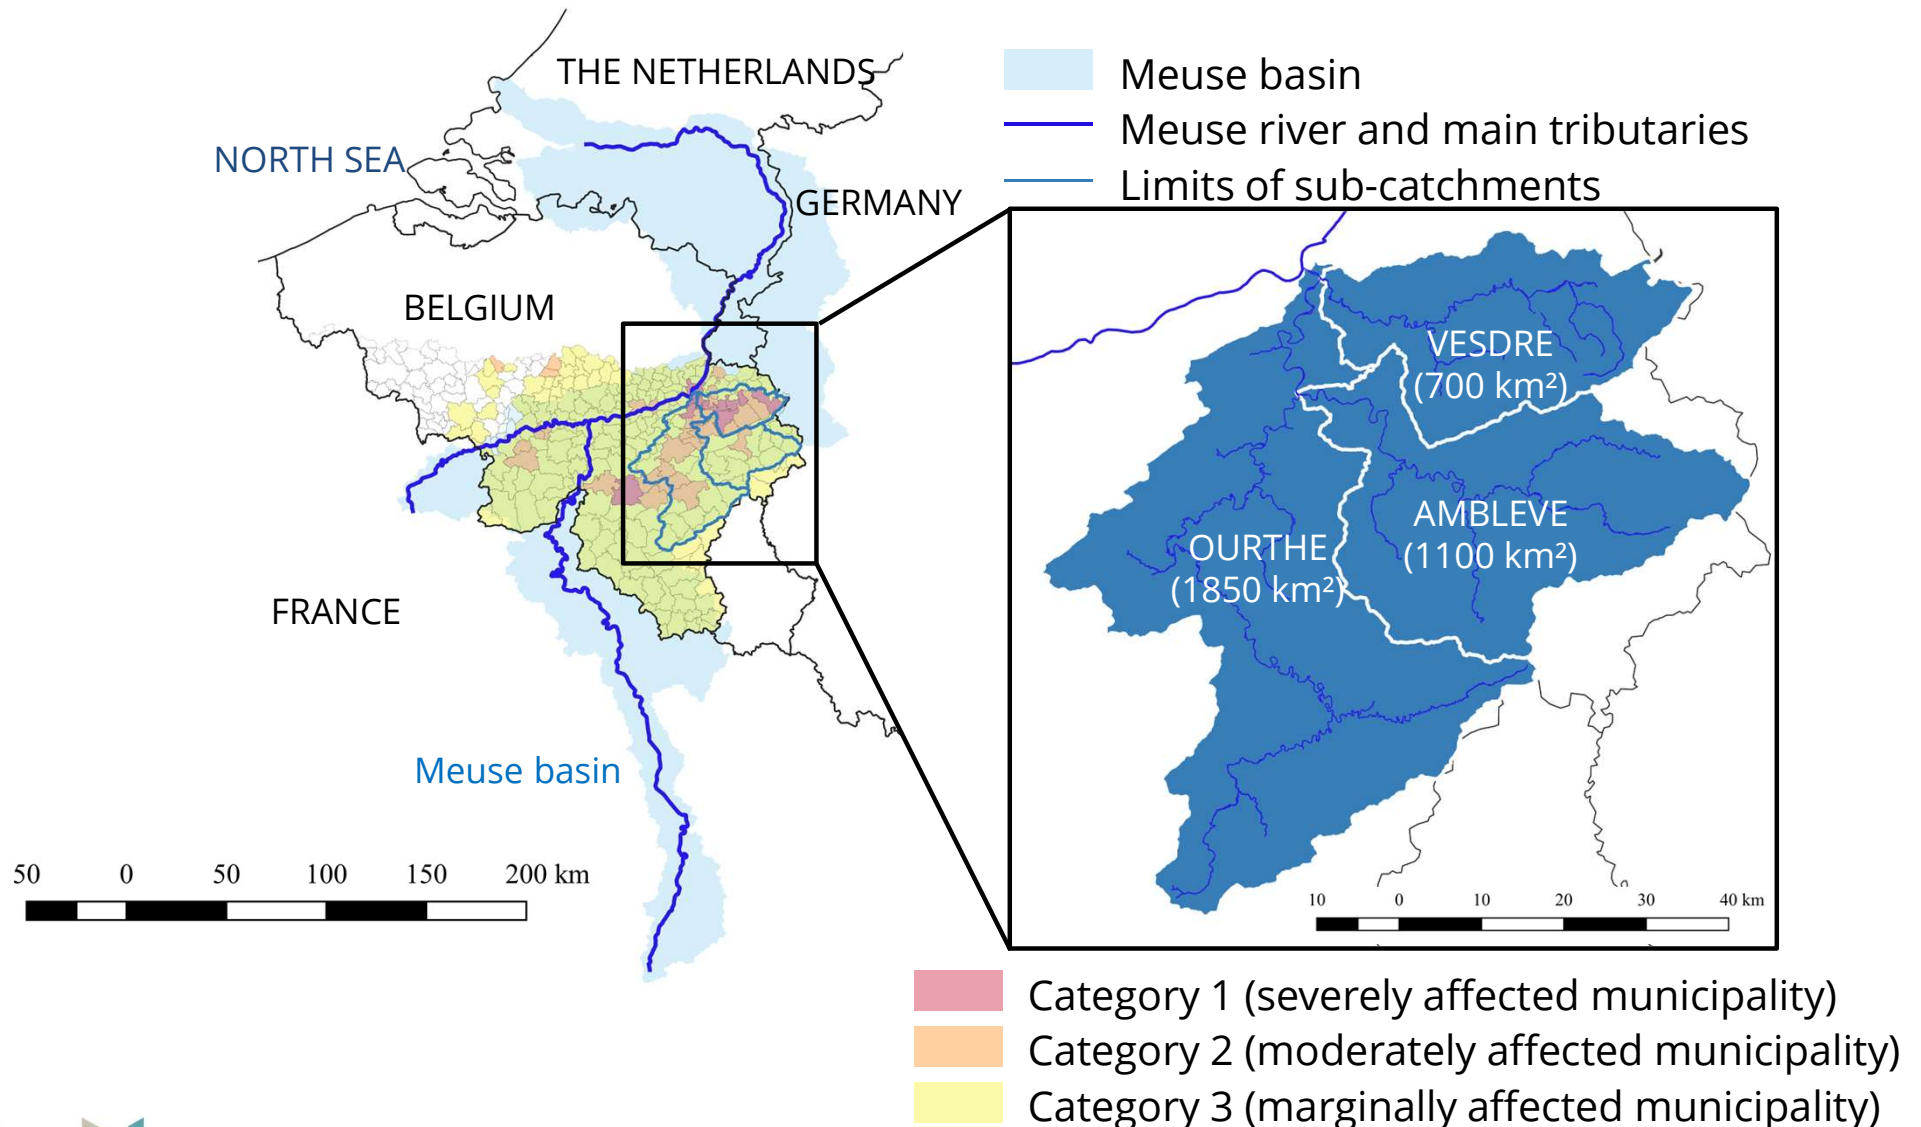 THE NETHERLANDS
NORTH SEA
GERMANY
BELGIUM
FRANCE
Meuse basin
50 0 50 100 150 200 km
Meuse basin
Meuse river and main tributaries
Limits of sub-catchments
VESDRE
(700 km²)
AMBLEVE
(1100 km²)
OURTHE
(1850 km²)
10 0 10 20 30 40 km
Category 1 (severely affected municipality)
Category 2 (moderately affected municipality)
Category 3 (marginally affected municipality)